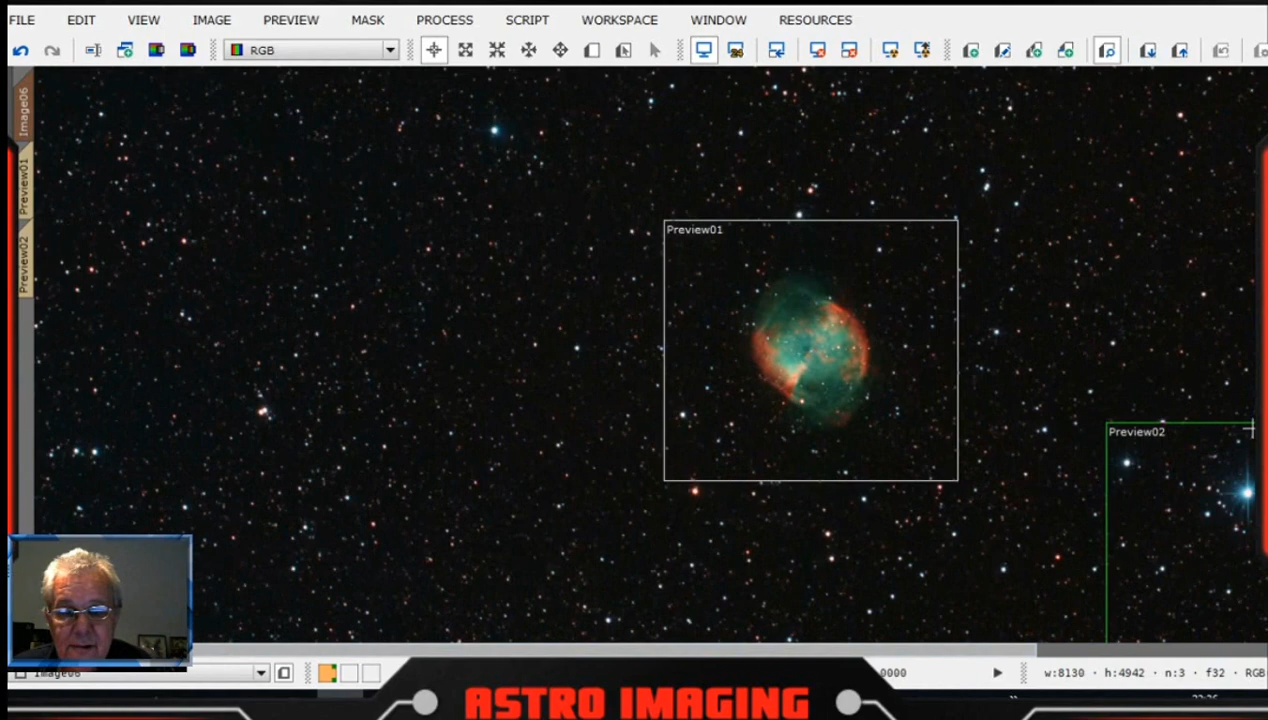 FILE EDIT VIEW IMAGE PREVIEW MASK PROCESS SCRIPT WORKSPACE WINDOW RESOURCES
RGB
Image06
Preview01
Preview02
Preview01
Preview02
Image06
0000
w:8130 · h:4942 · n:3 · f32 · RGB
ASTRO IMAGING